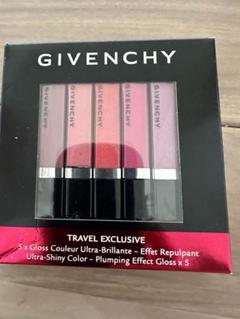 GIVENCHY
GIVENCHY
GIVENCHY
GIVENCHY
GIVENCHY
GIVENCHY
TRAVEL EXCLUSIVE
5 x Gloss Couleur Ultra-Brillante – Effet Repulpant
Ultra-Shiny Color – Plumping Effect Gloss x 5